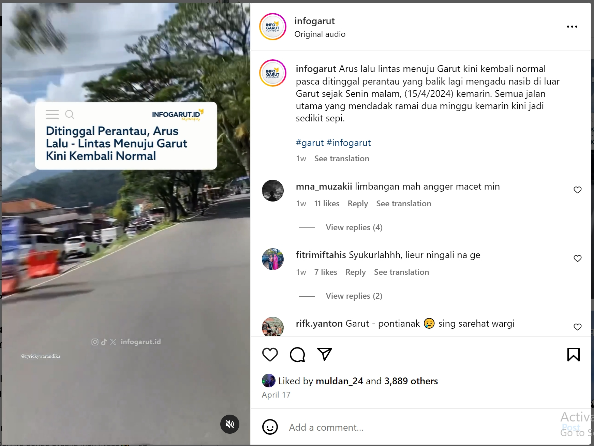 infogarut
Original audio
INFOGARUT.ID
Ditinggal Perantau, Arus
Lalu - Lintas Menuju Garut
Kini Kembali Normal
infogarut.id
infogarut Arus lalu lintas menuju Garut kini kembali normal
pasca ditinggal perantau yang balik lagi mengadu nasib di luar
Garut sejak Senin malam, (15/4/2024) kemarin. Semua jalan
utama yang mendadak ramai dua minggu kemarin kini jadi
sedikit sepi.
#garut #infogarut
1w See translation
mna_muzakii limbangan mah angger macet min
1w 11 likes Reply See translation
View replies (4)
fitrimiftahis Syukurlahhh, lieur ningali na ge
1w 7 likes Reply See translation
View replies (2)
rifk.yanton Garut - pontianak 😥 sing sarehat wargi
Liked by muldan_24 and 3,889 others
April 17
Add a comment...
Post
Activa
Go to S